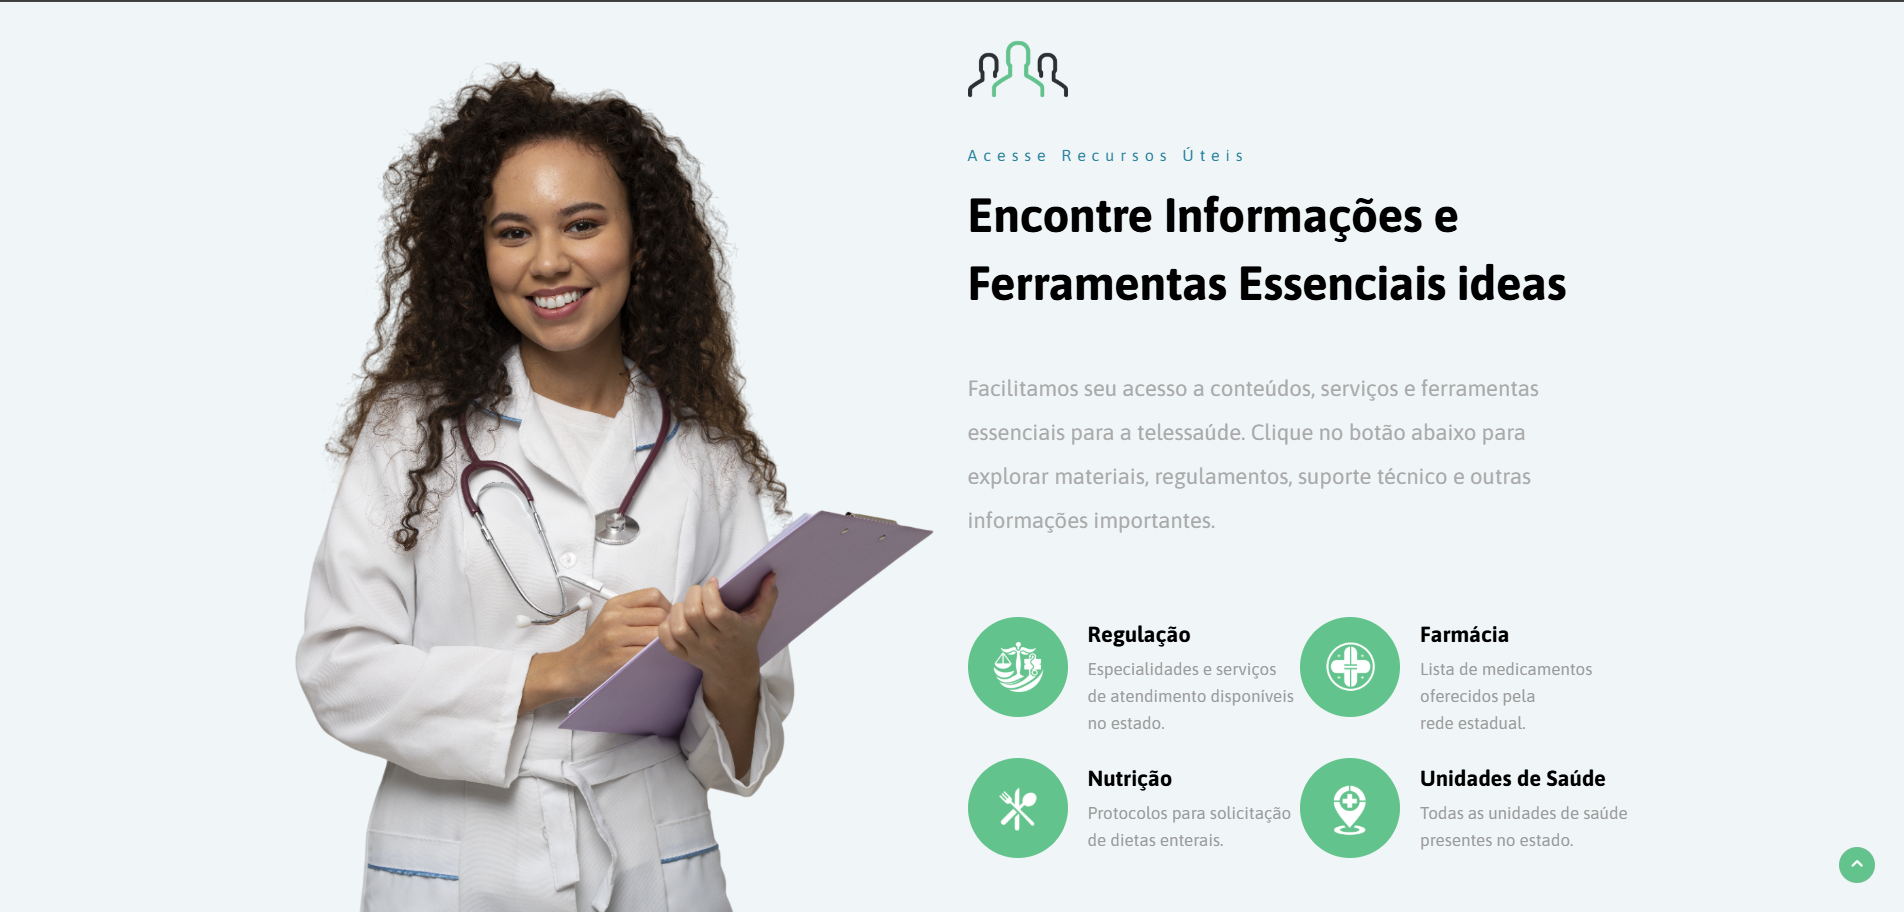 Acesse Recursos Úteis
Encontre Informações e
Ferramentas Essenciais ideas
Facilitamos seu acesso a conteúdos, serviços e ferramentas
essenciais para a telessaúde. Clique no botão abaixo para
explorar materiais, regulamentos, suporte técnico e outras
informações importantes.
Regulação
Especialidades e serviços
de atendimento disponíveis
no estado.
Farmácia
Lista de medicamentos
oferecidos pela
rede estadual.
Nutrição
Protocolos para solicitação
de dietas enterais.
Unidades de Saúde
Todas as unidades de saúde
presentes no estado.